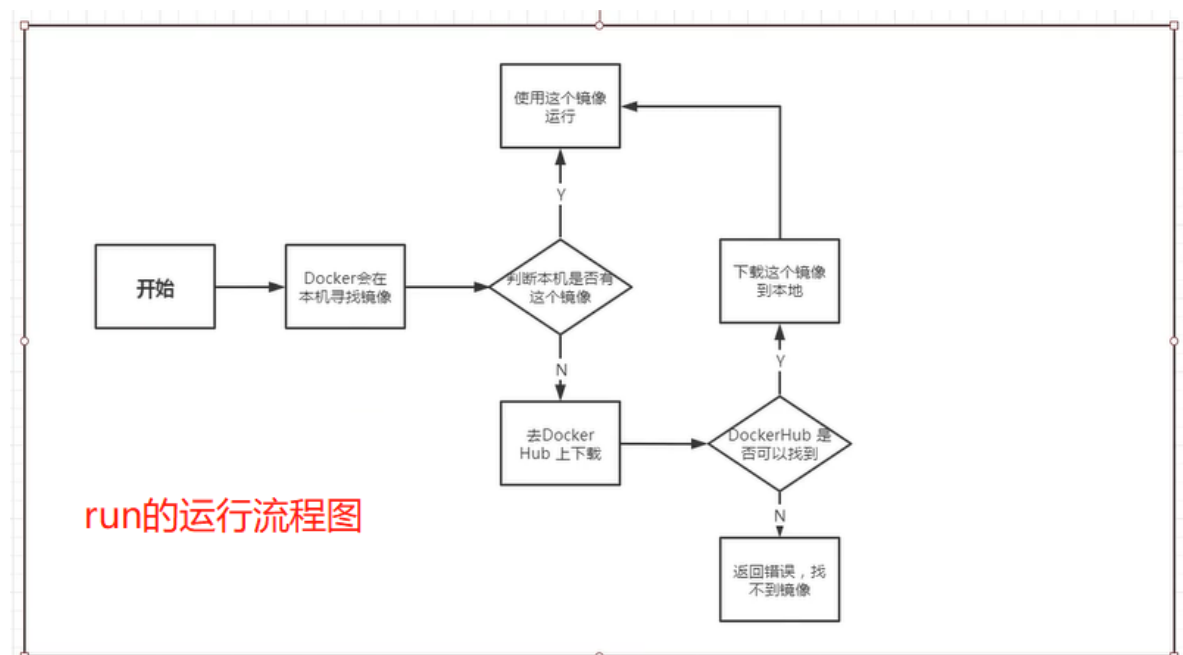 使用这个镜像
运行
Y
开始
Docker会在
本机寻找镜像
判断本机是否有
这个镜像
下载这个镜像
到本地
N
Y
去Docker
Hub 上下载
DockerHub 是
否可以找到
run的运行流程图
N
返回错误，找
不到镜像